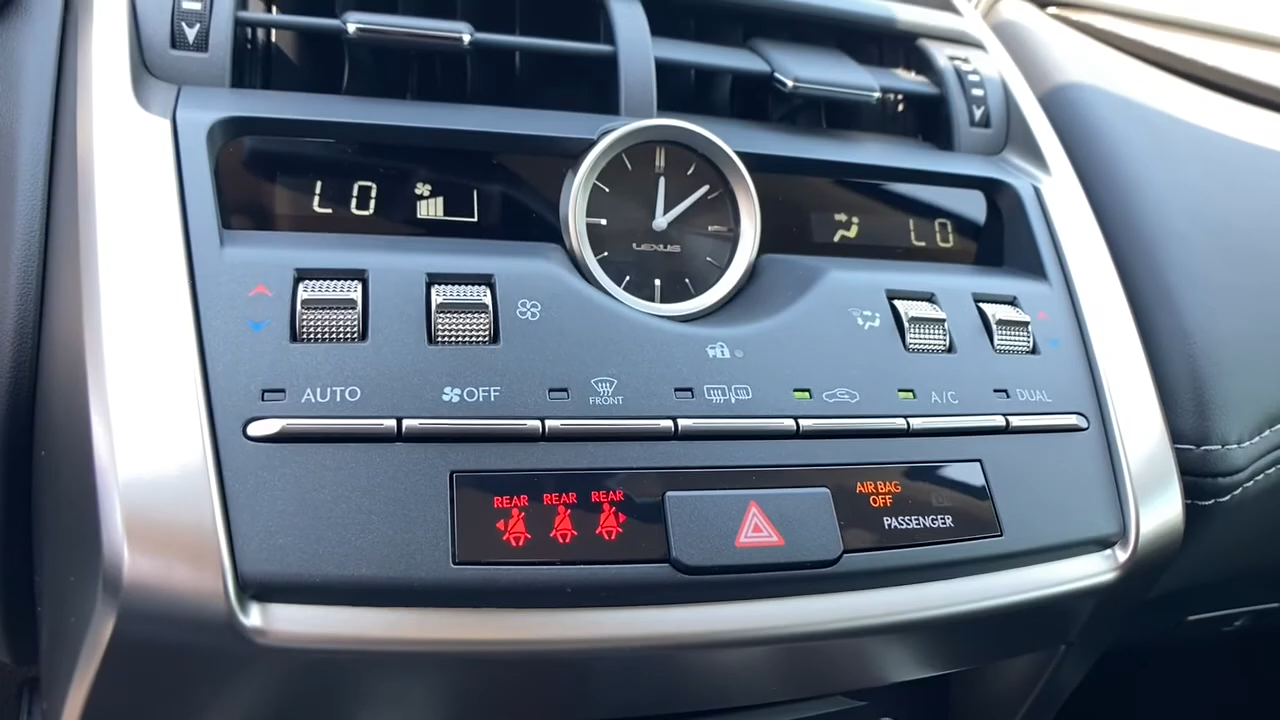 LO
LO
LEXUS
AUTO
OFF
FRONT
A/C
DUAL
REAR REAR REAR
AIR BAG
OFF
PASSENGER